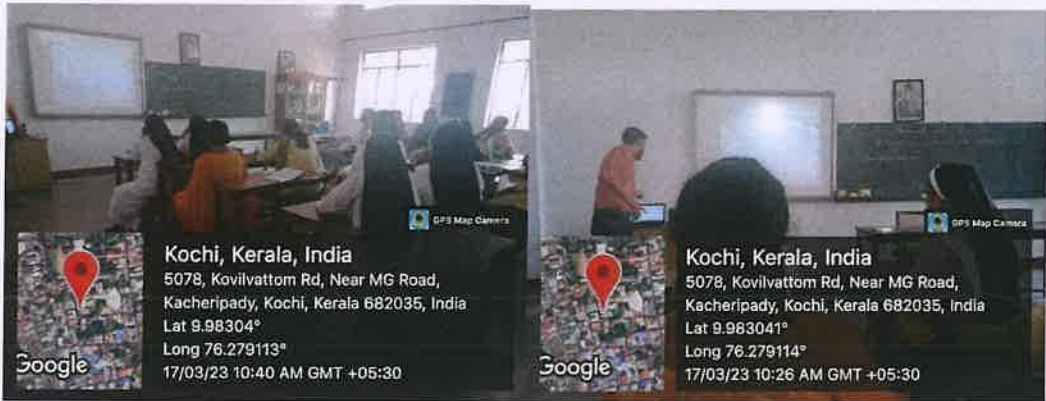 GPS Map Camera
Kochi, Kerala, India
5078, Kovilvattom Rd, Near MG Road,
Kacheripady, Kochi, Kerala 682035, India
Lat 9.98304°
Long 76.279113°
17/03/23 10:40 AM GMT +05:30
Google
GPS Map Camera
Kochi, Kerala, India
5078, Kovilvattom Rd, Near MG Road,
Kacheripady, Kochi, Kerala 682035, India
Lat 9.983041°
Long 76.279114°
17/03/23 10:26 AM GMT +05:30
Google